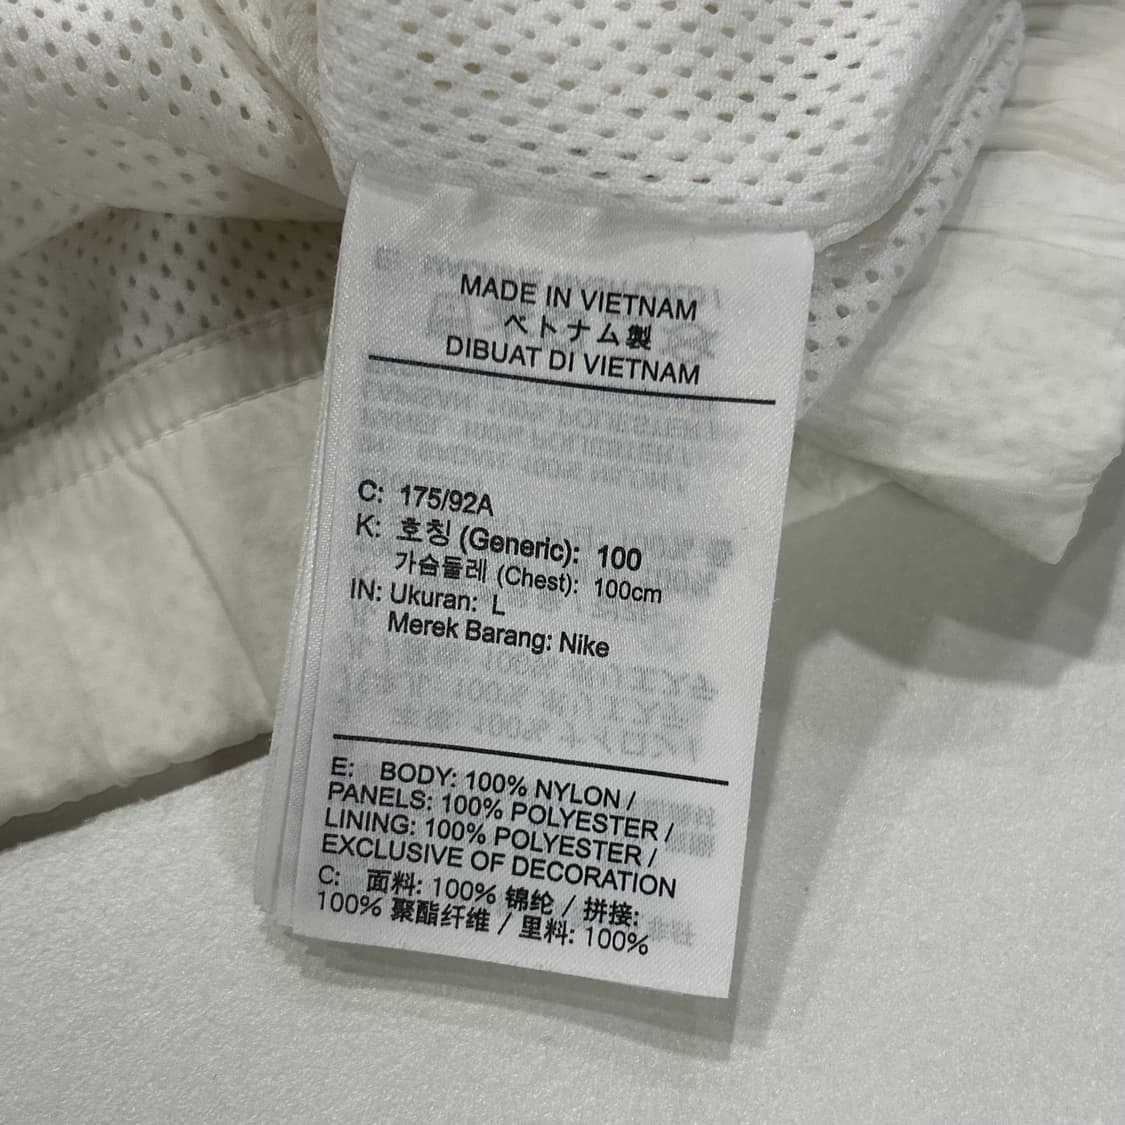 MADE IN VIETNAM
ベトナム製
DIBUAT DI VIETNAM
C: 175/92A
K: 호칭 (Generic): 100
가슴둘레 (Chest): 100cm
IN: Ukuran: L
Merek Barang: Nike
E: BODY: 100% NYLON /
PANELS: 100% POLYESTER /
LINING: 100% POLYESTER /
EXCLUSIVE OF DECORATION
C: 面料: 100% 锦纶 / 拼接:
100% 聚酯纤维 / 里料: 100%